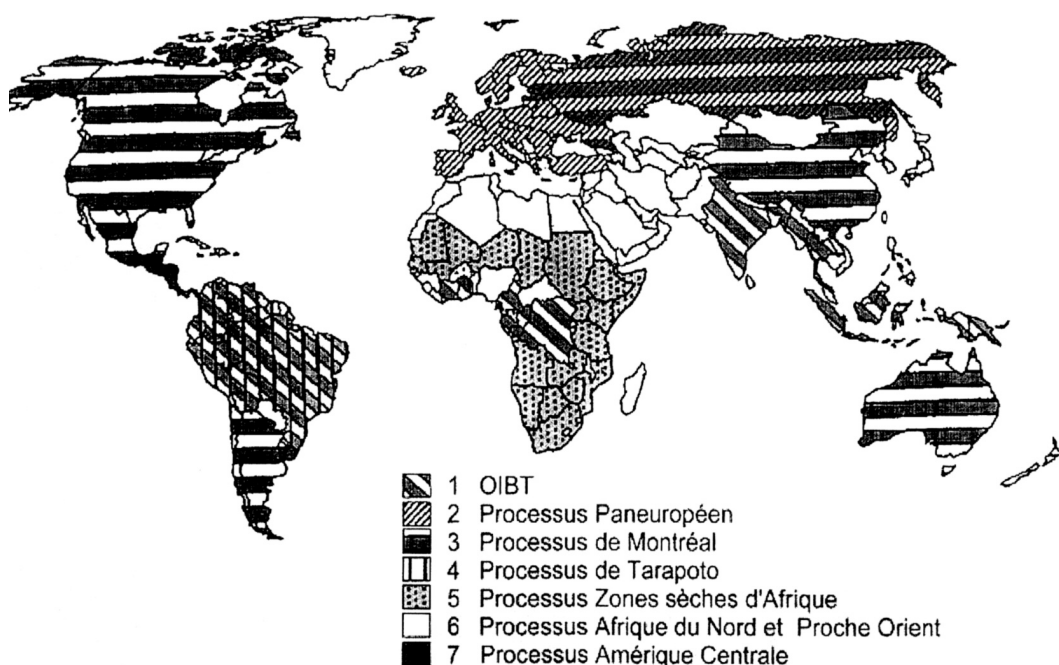 1 OIBT
2 Processus Paneuropéen
3 Processus de Montréal
4 Processus de Tarapoto
5 Processus Zones sèches d'Afrique
6 Processus Afrique du Nord et Proche Orient
7 Processus Amérique Centrale